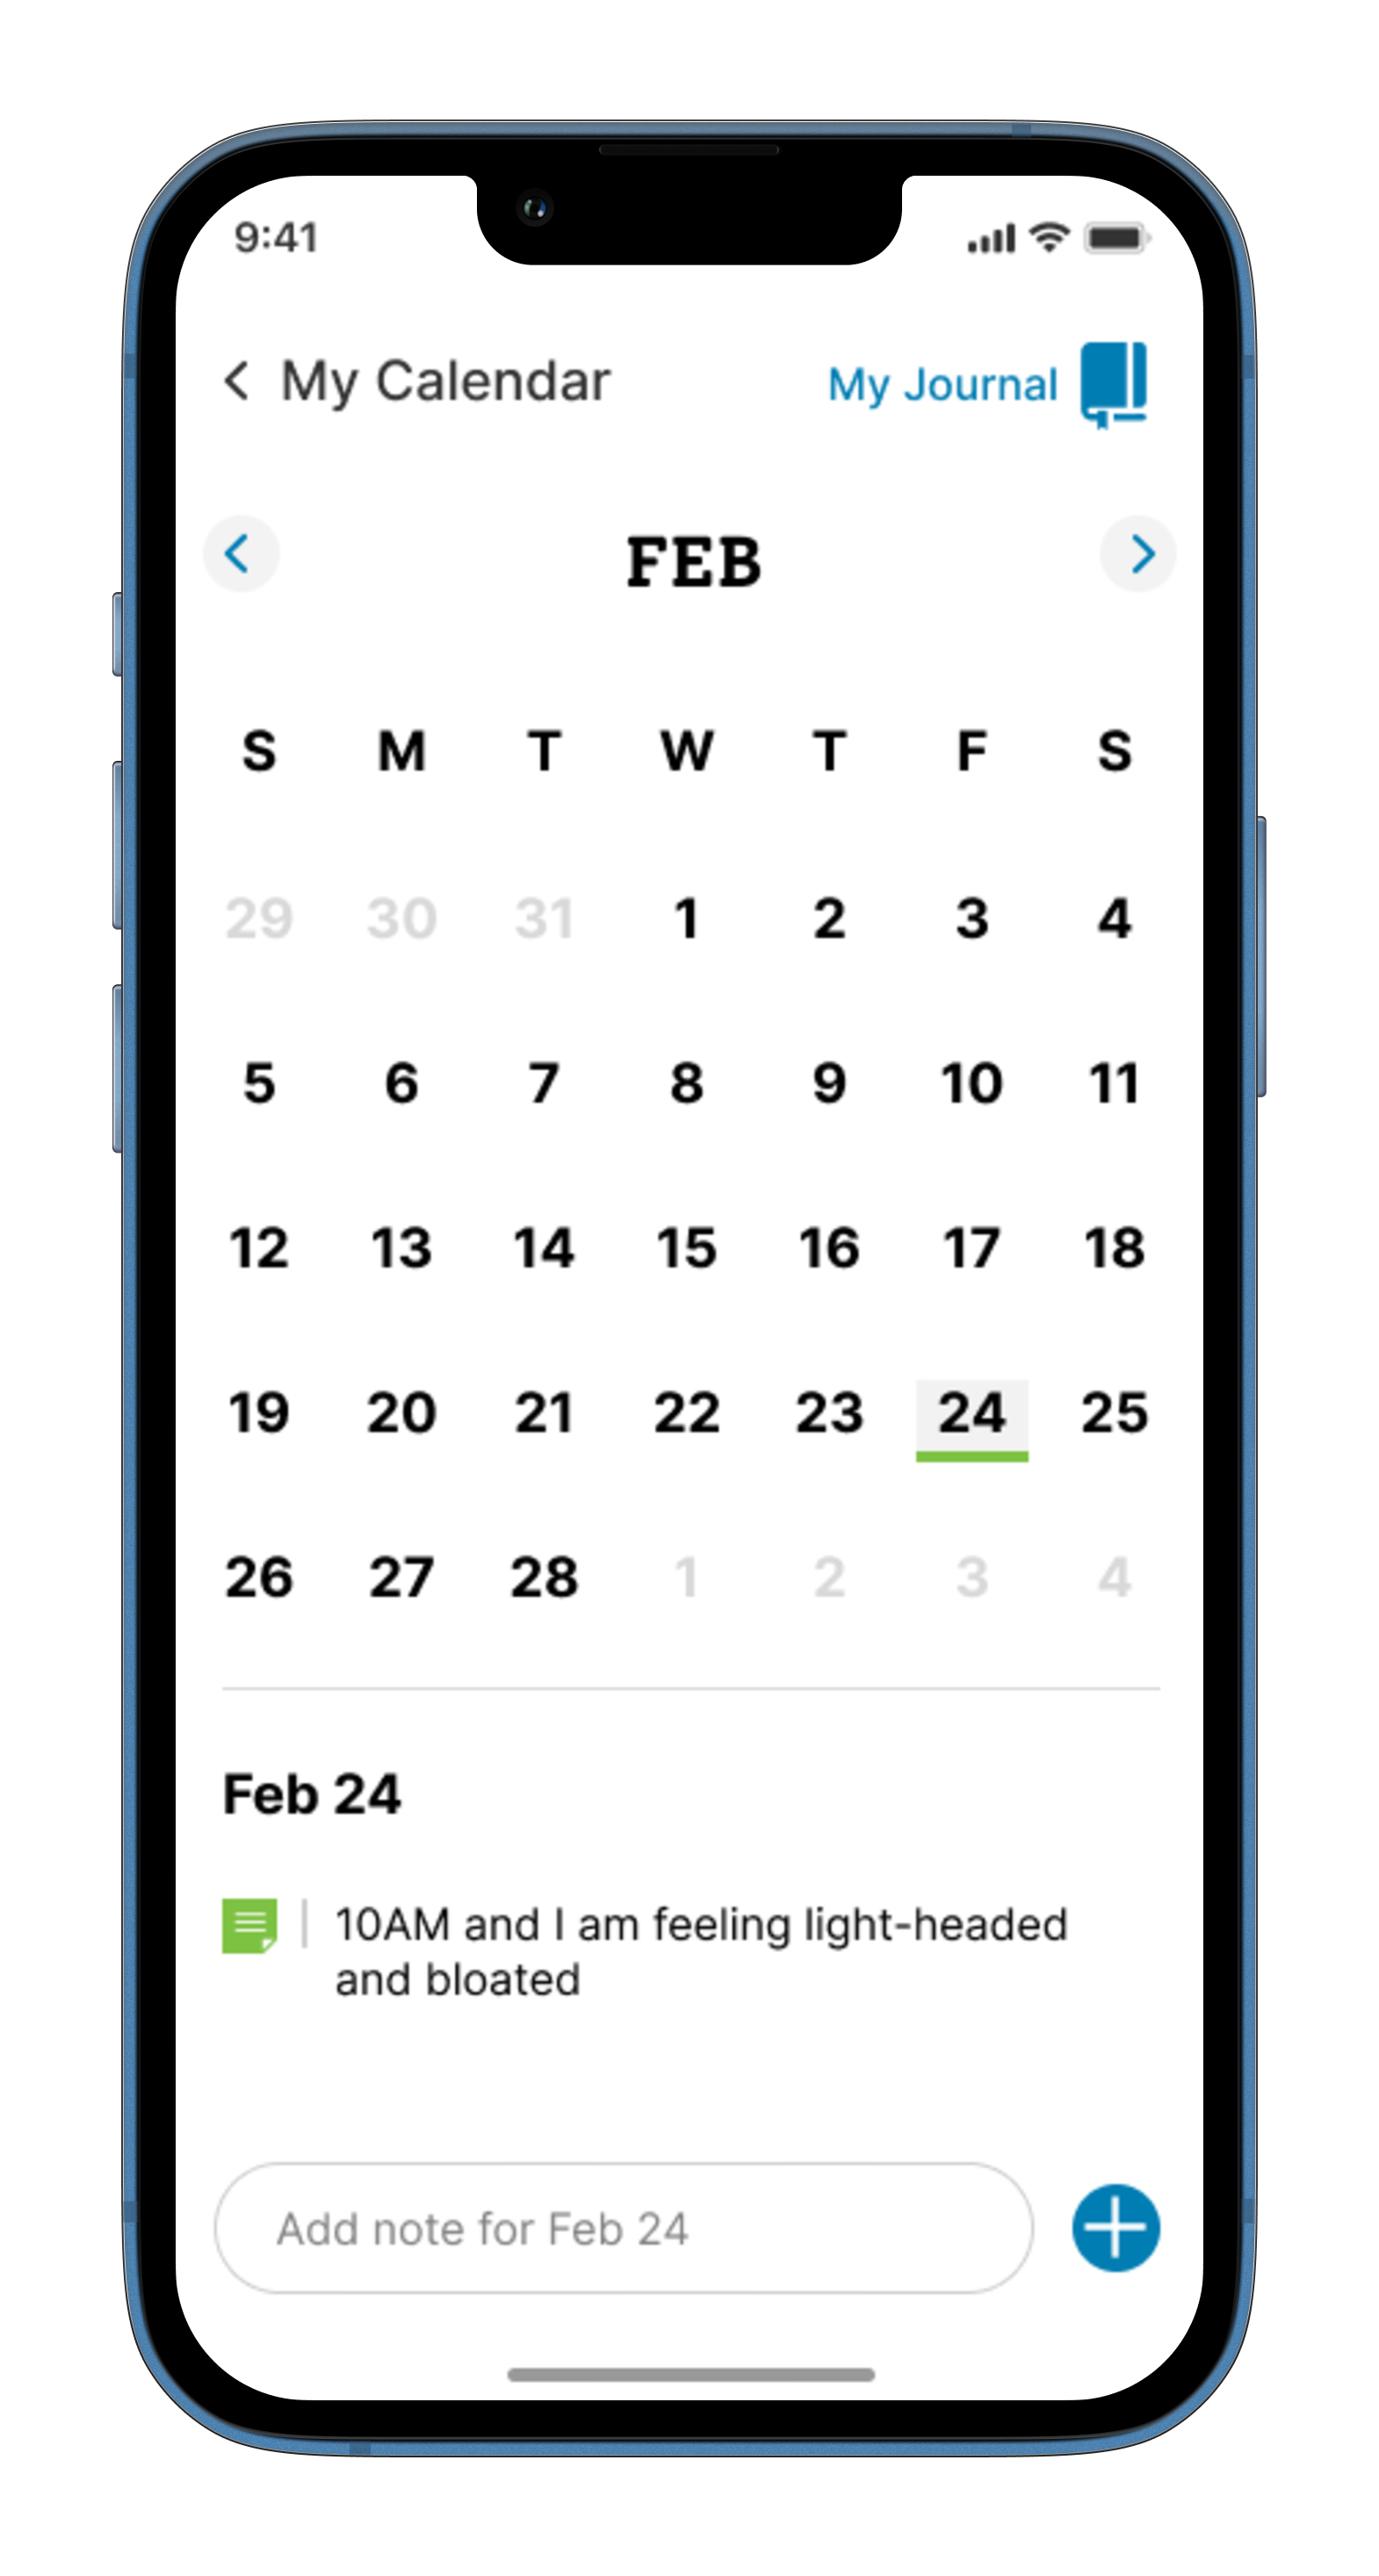 9:41
My Calendar
My Journal
FEB
S M T W T F S
29 30 31 1 2 3 4
5 6 7 8 9 10 11
12 13 14 15 16 17 18
19 20 21 22 23 24 25
26 27 28 1 2 3 4
Feb 24
10AM and I am feeling light-headed
and bloated
Add note for Feb 24